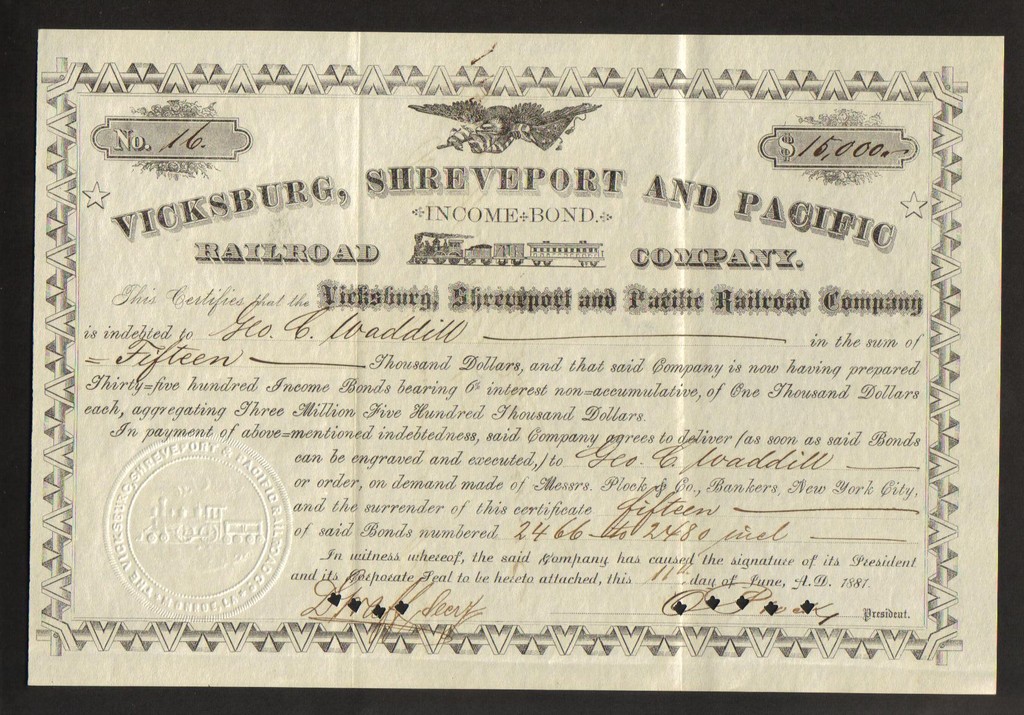 No. 16.
$15,000.
VICKSBURG, SHREVEPORT AND PACIFIC
INCOME BOND.
RAILROAD COMPANY.
This Certifies that the Vicksburg, Shreveport and Pacific Railroad Company
is indebted to Geo. C. Waddill in the sum of
= Fifteen Thousand Dollars, and that said Company is now having prepared
Thirty=five hundred Income Bonds bearing 6% interest non=accumulative, of One Thousand Dollars
each, aggregating Three Million Five Hundred Thousand Dollars.
In payment of above=mentioned indebtedness, said Company agrees to deliver (as soon as said Bonds
can be engraved and executed,) to Geo. C. Waddill
or order, on demand made of Messrs. Plock & Co., Bankers, New York City,
and the surrender of this certificate fifteen
of said Bonds numbered 2466 to 2480 incl
In witness whereof, the said Company has caused the signature of its President
and its Corporate Seal to be hereto attached, this 11th day of June, A.D. 1881.
Secy
President.
THE VICKSBURG, SHREVEPORT & PACIFIC RAILROAD CO.